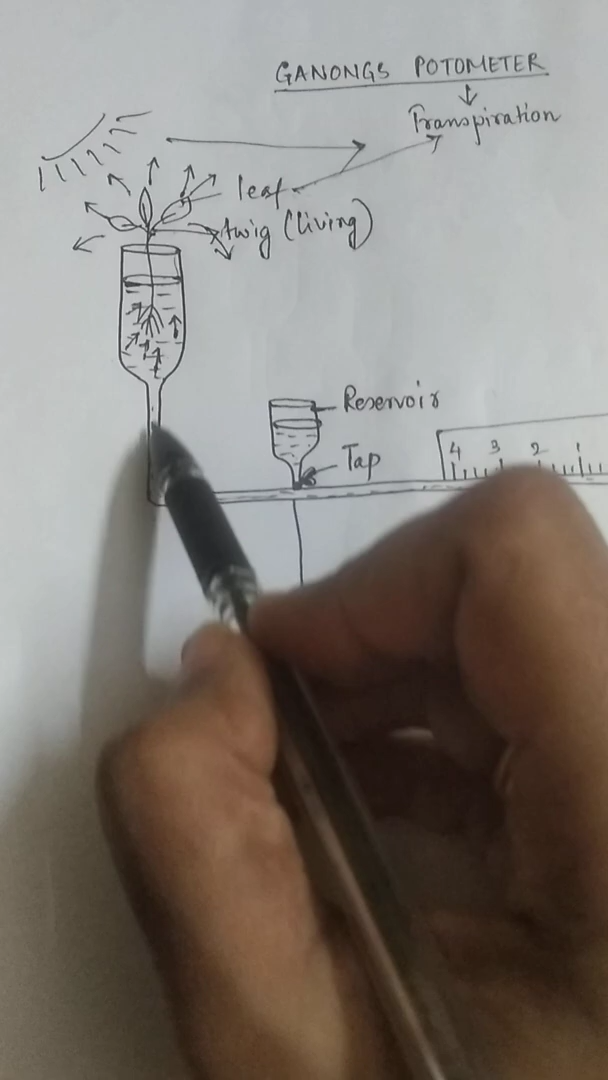 GANONGS POTOMETER
Transpiration
leaf
twig (living)
Reservoir
Tap
4 3 2 1